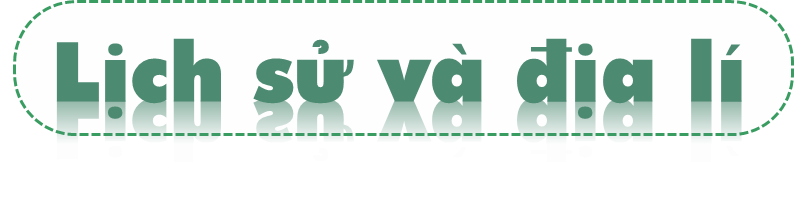 Lịch sử và địa lí